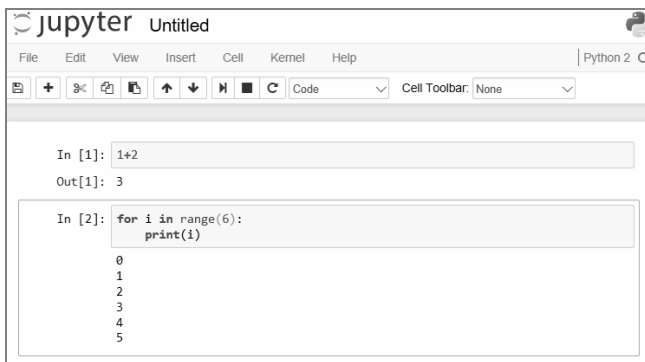 jupyter Untitled
File Edit View Insert Cell Kernel Help Python 2
Code Cell Toolbar: None
In [1]: 1+2
Out[1]: 3
In [2]: for i in range(6):
print(i)
0
1
2
3
4
5